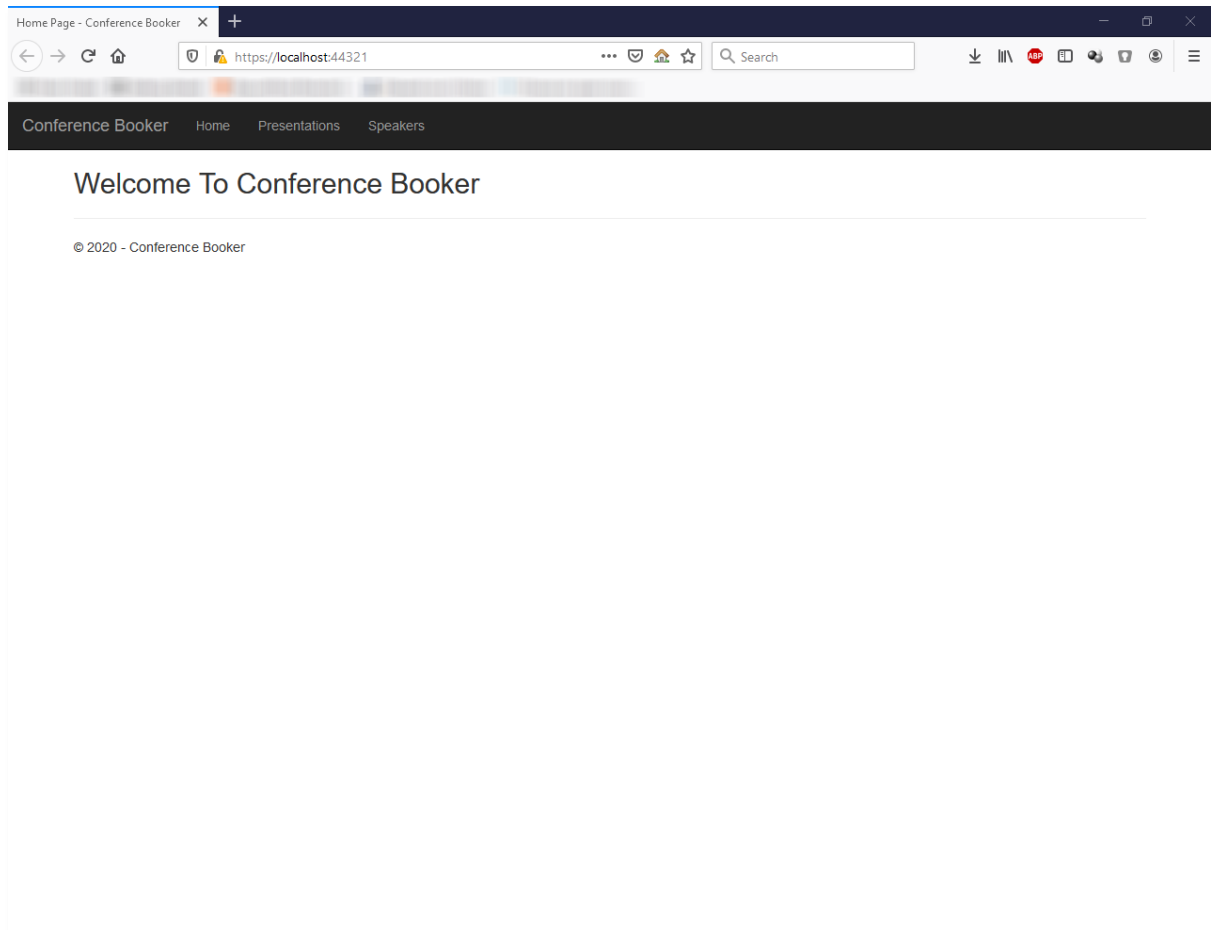 Home Page - Conference Booker
https://localhost:44321
Search
ABP
Conference Booker Home Presentations Speakers
Welcome To Conference Booker
© 2020 - Conference Booker